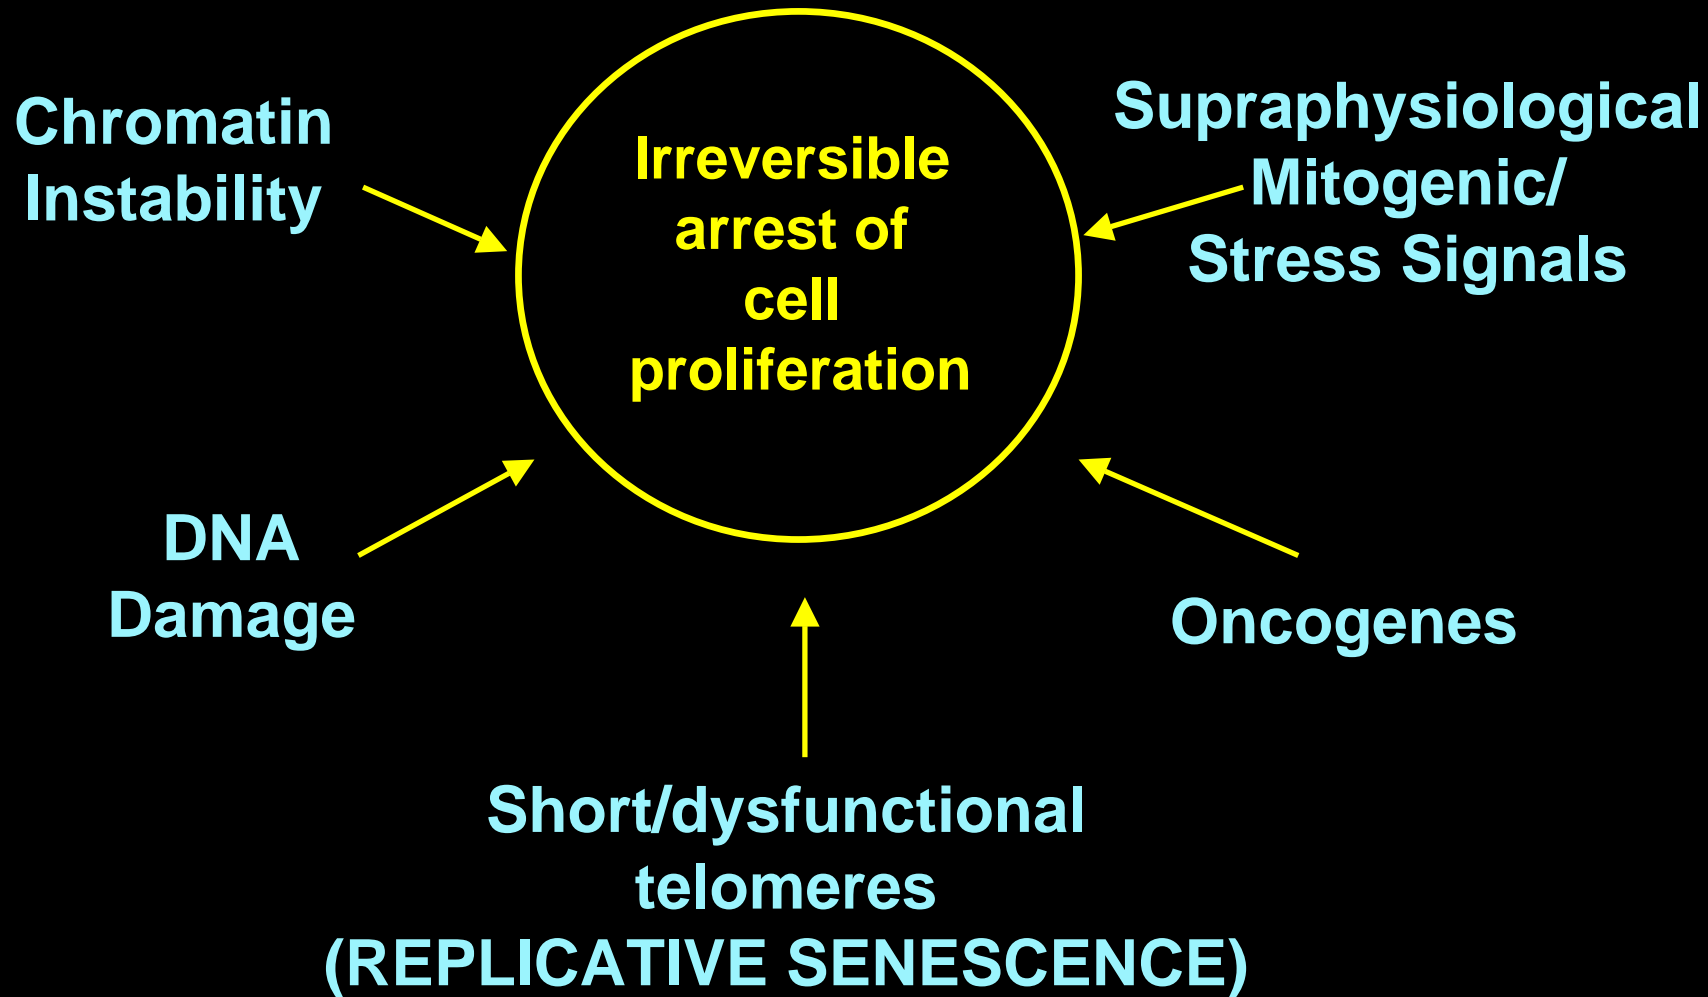 Chromatin
Instability
Irreversible
arrest of
cell
proliferation
Supraphysiological
Mitogenic/
Stress Signals
DNA
Damage
Oncogenes
Short/dysfunctional
telomeres
(REPLICATIVE SENESCENCE)